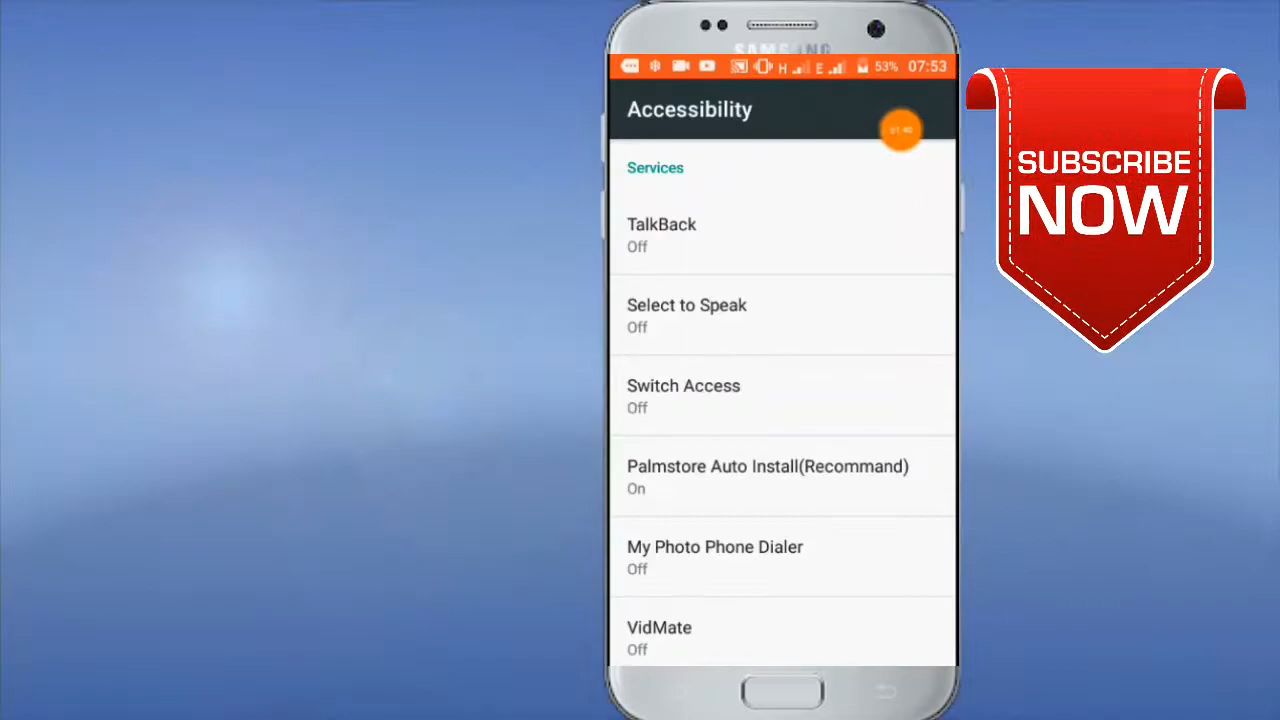 SAMSUNG
H
E
53%
07:53
Accessibility
Services
TalkBack
Off
Select to Speak
Off
Switch Access
Off
Palmstore Auto Install(Recommand)
On
My Photo Phone Dialer
Off
VidMate
Off
SUBSCRIBE
NOW